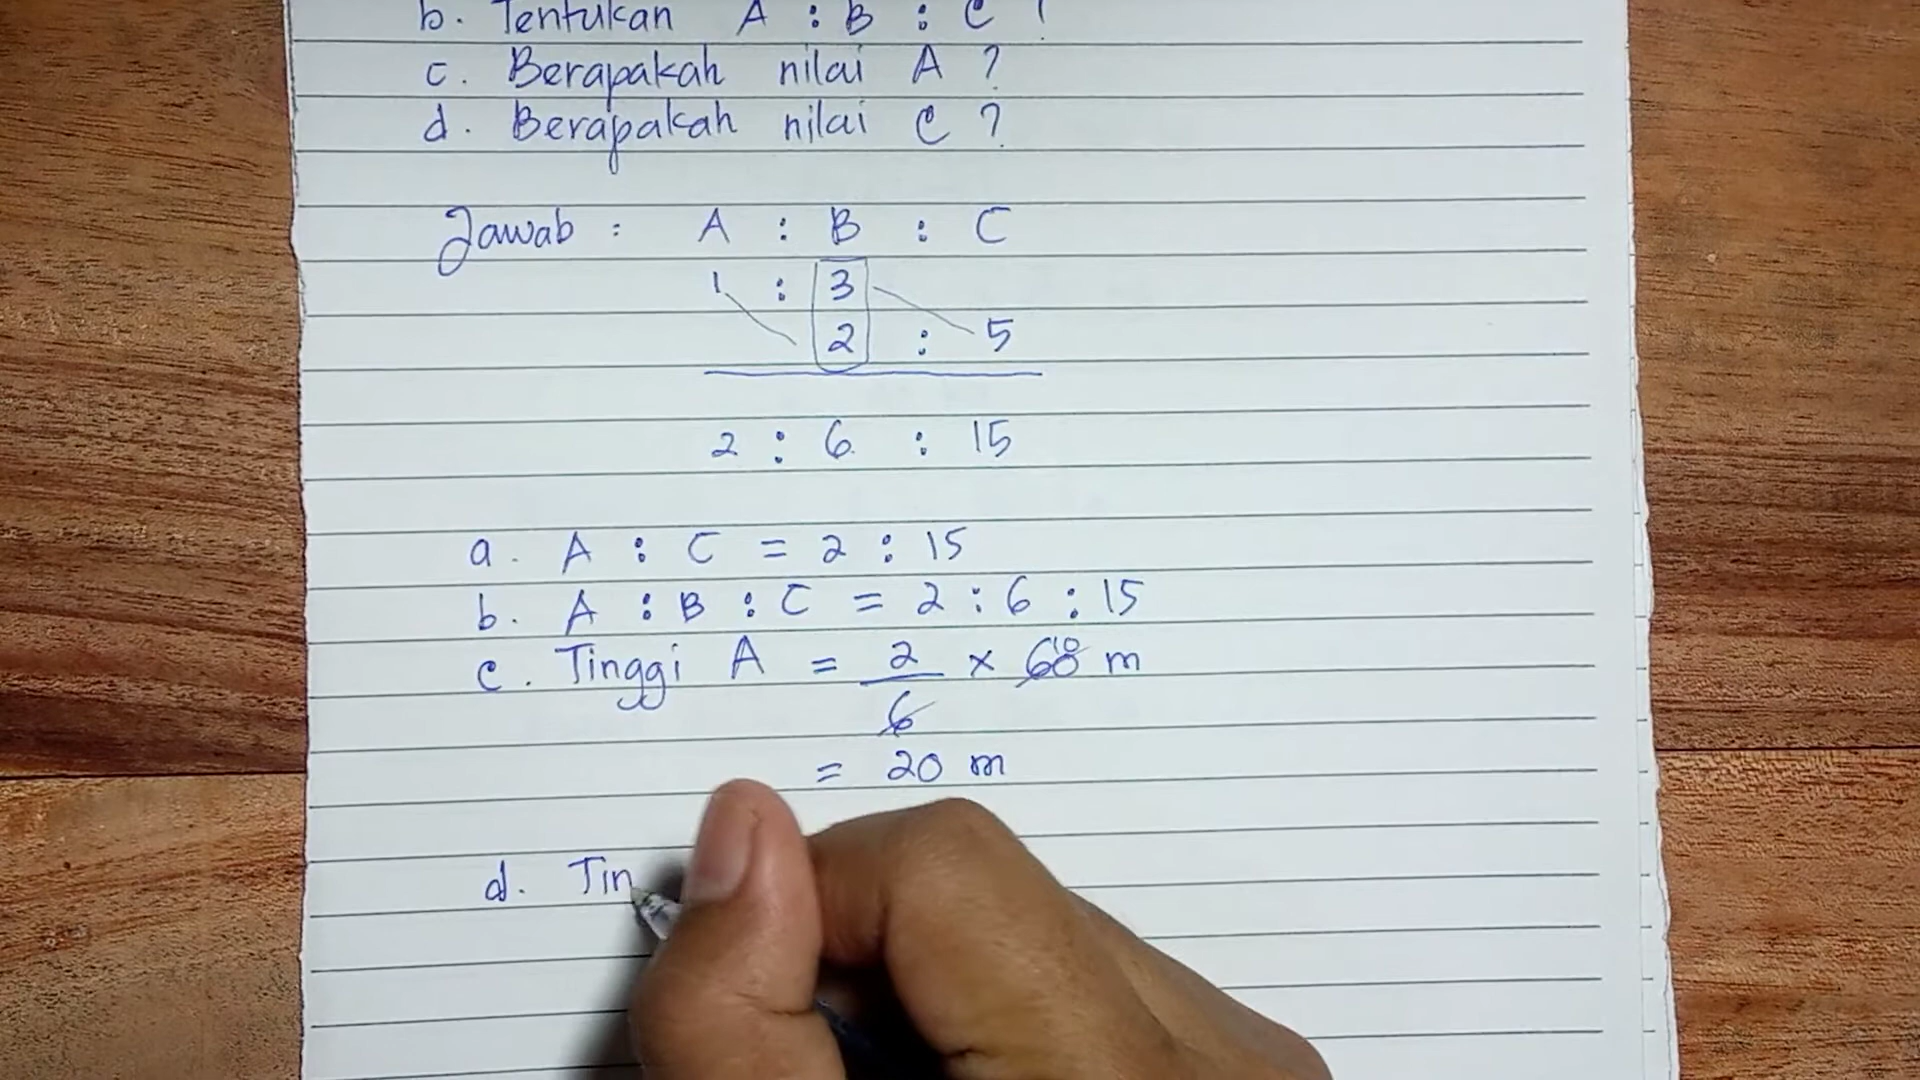 b. Tentukan A : B : C !
c. Berapakah nilai A ?
d. Berapakah nilai C ?
Jawab : A : B : C
1 : 3
2 : 5
2 : 6 : 15
a. A : C = 2 : 15
b. A : B : C = 2 : 6 : 15
c. Tinggi A = 2/6 × 60 10 m
= 20 m
d. Tin